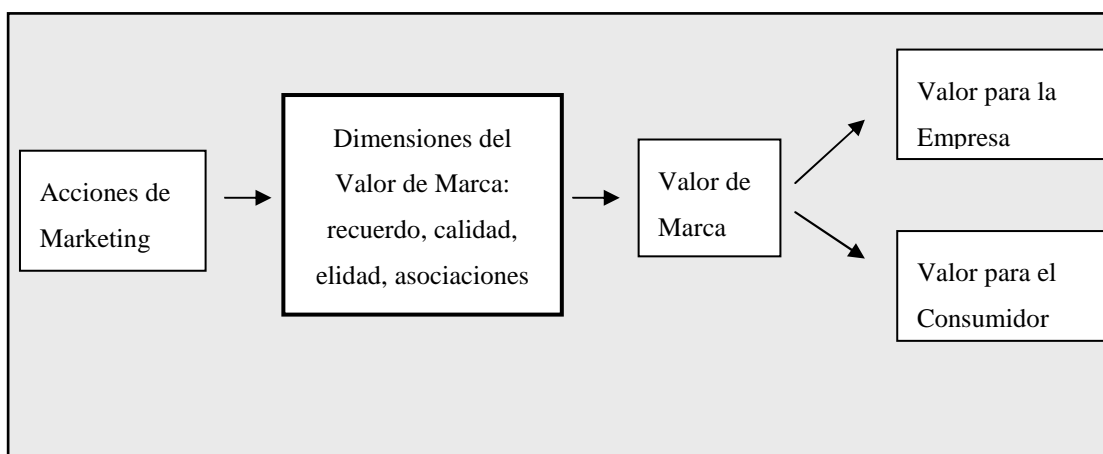 Acciones de
Marketing
Dimensiones del
Valor de Marca:
recuerdo, calidad,
elidad, asociaciones
Valor de
Marca
Valor para la
Empresa
Valor para el
Consumidor